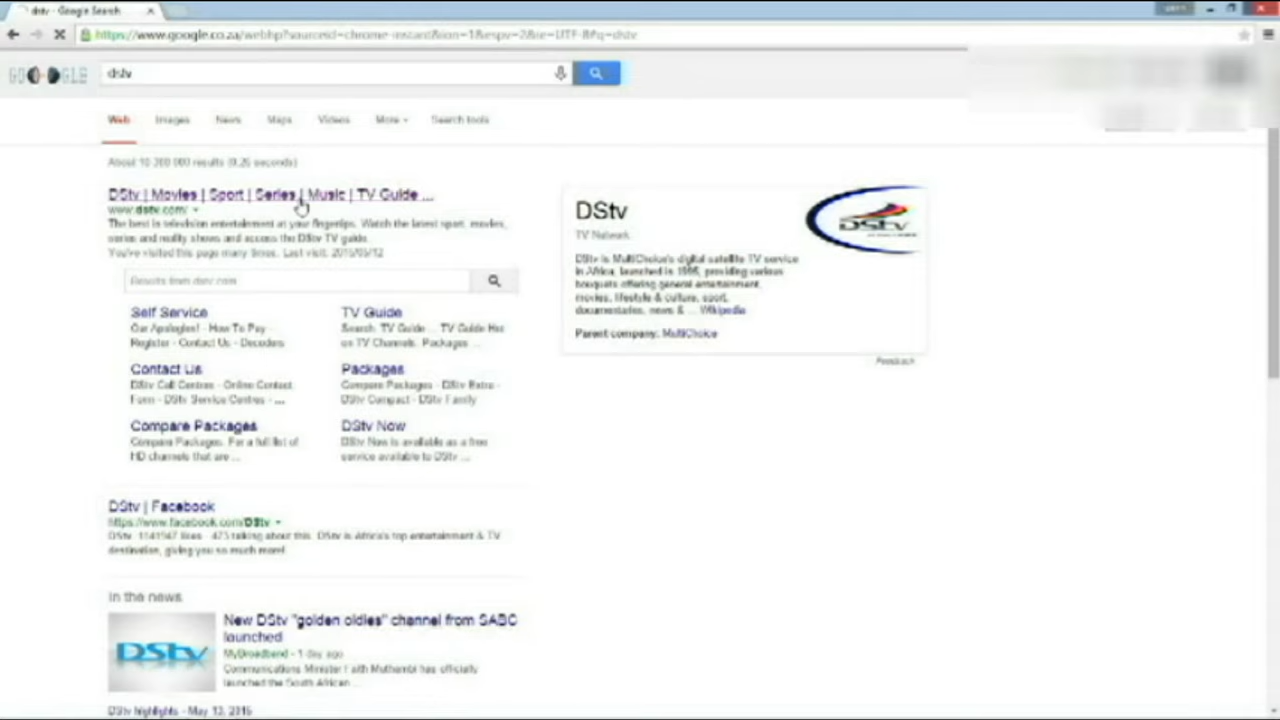 dstv - Google Search
https://www.google.co.za/webhp?sourceid=chrome-instant&ion=1&espv=2&ie=UTF-8#q=dstv
GOOGLE
dstv
Web Images News Maps Videos More Search tools
About 10 200 000 results (0.26 seconds)
DStv | Movies | Sport | Series | Music | TV Guide ...
www.dstv.com/
The best in television entertainment at your fingertips. Watch the latest sport, movies,
series and reality shows and access the DStv TV guide.
You've visited this page many times. Last visit: 2015/05/12
Results from dstv.com
Self Service
Our Apologies! - How To Pay -
Register - Contact Us - Decoders
TV Guide
Search. TV Guide ... TV Guide
on TV Channels. Packages ...
Contact Us
DStv Call Centres - Online Contact
Form - DStv Service Centres - ...
Packages
Compare Packages - DStv Extra -
DStv Compact - DStv Family
Compare Packages
Compare Packages. For a full list of
HD channels that are ...
DStv Now
DStv Now is available as a free
service available to DStv ...
DStv | Facebook
https://www.facebook.com/DStv
DStv. likes · 473 talking about this. DStv is Africa's top entertainment & TV
destination, giving you so much more!
In the news
New DStv "golden oldies" channel from SABC
launched
MyBroadband - 1 day ago
Communications Minister Faith Muthambi has officially
launched the South African ...
DStv
DStv highlights - May 13, 2015
DStv
TV Network
DStv is MultiChoice's digital satellite TV service
in Africa, launched in 1995, providing various
bouquets offering general entertainment,
movies, lifestyle & culture, sport,
documentaries, news & ... Wikipedia
Parent company: MultiChoice
DStv
Feedback